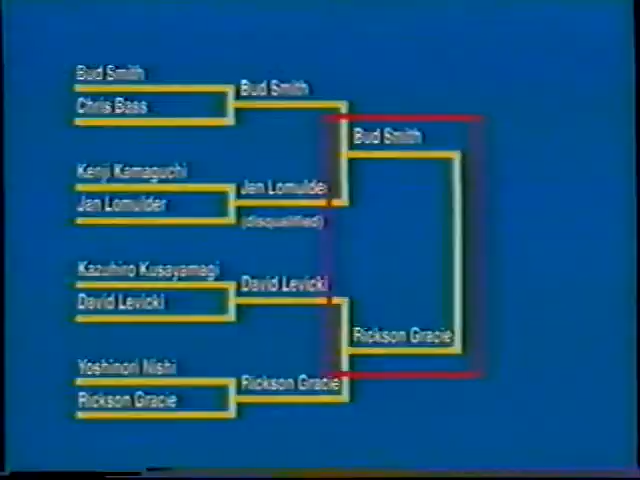 Bud Smith
Chris Bass
Kenji Kamaguchi
Jan Lomulder
Kazuhiro Kusayamagi
David Levicki
Yoshinori Nishi
Rickson Gracie
Bud Smith
Jan Lomulder
(disqualified)
David Levicki
Rickson Gracie
Bud Smith
Rickson Gracie